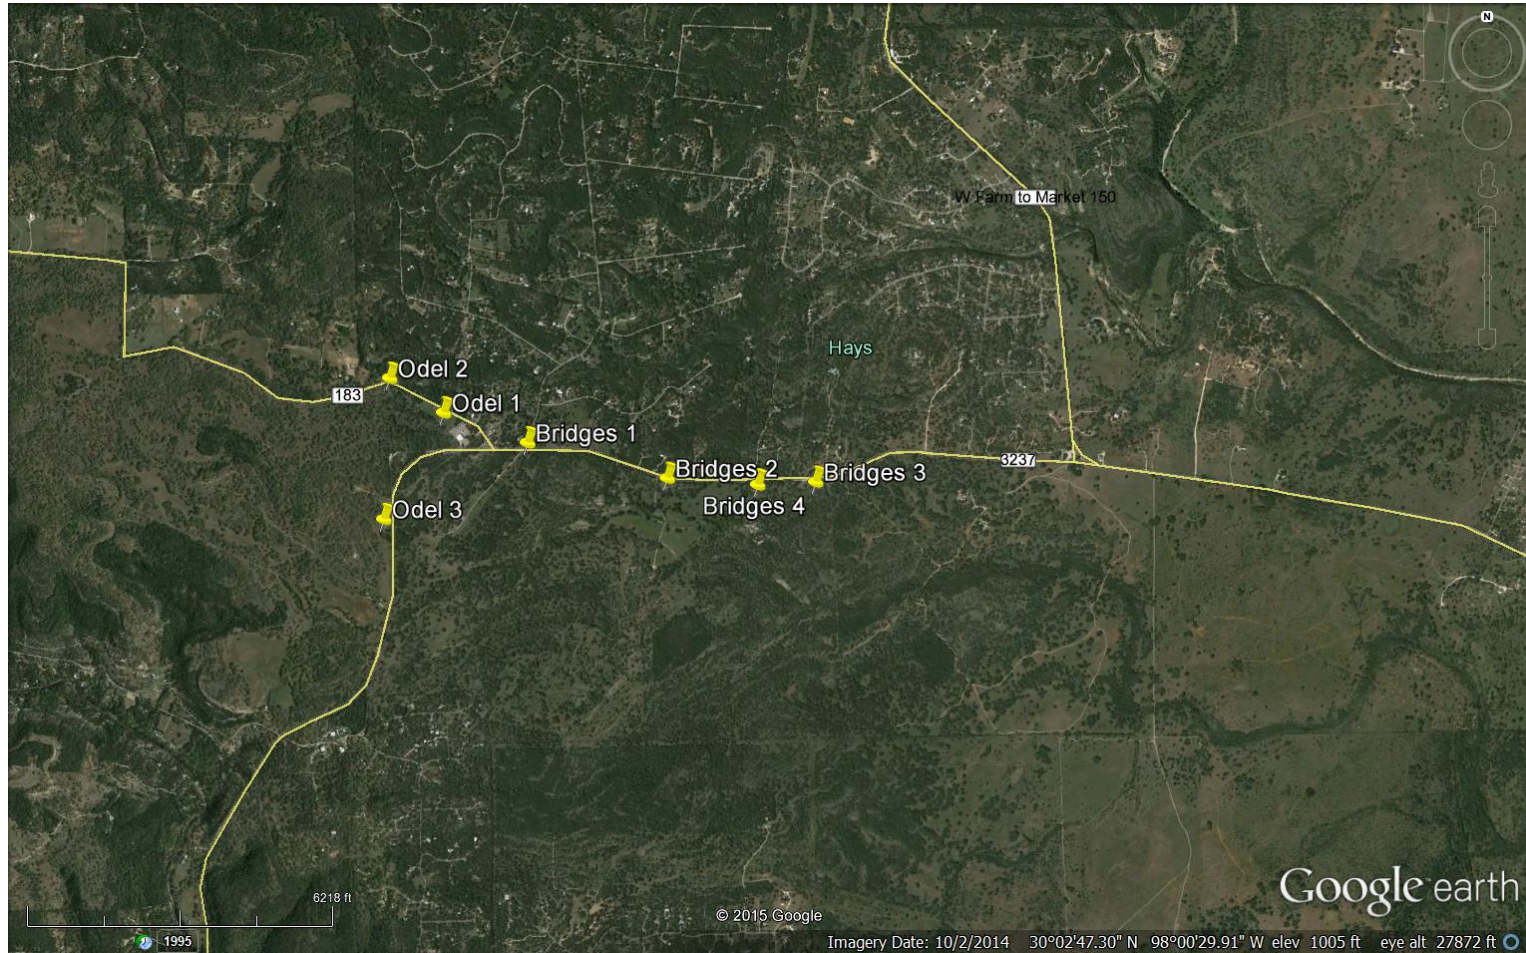 N
W Farm to Market 150
Hays
Odel 2
183
Odel 1
Bridges 1
3237
Bridges 2
Bridges 3
Bridges 4
Odel 3
Google earth
6218 ft
© 2015 Google
1995
Imagery Date: 10/2/2014 30°02'47.30" N 98°00'29.91" W elev 1005 ft eye alt 27872 ft